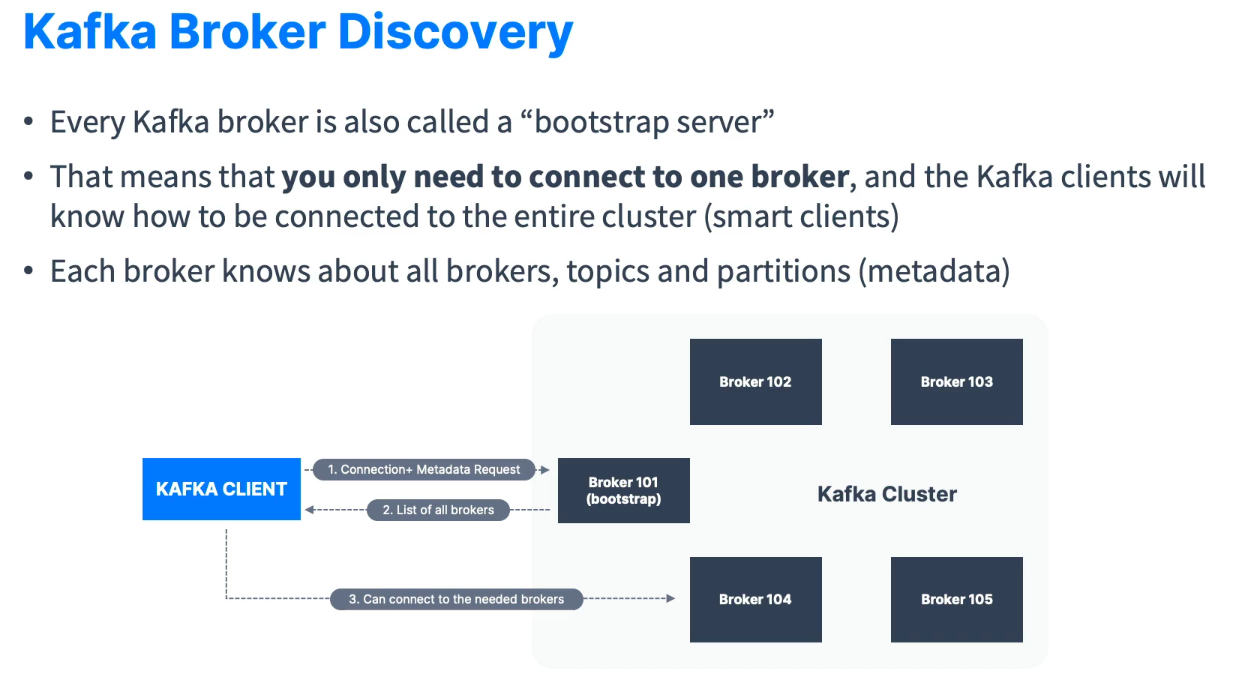 Kafka Broker Discovery
• Every Kafka broker is also called a “bootstrap server”
• That means that you only need to connect to one broker, and the Kafka clients will
know how to be connected to the entire cluster (smart clients)
• Each broker knows about all brokers, topics and partitions (metadata)
Broker 102
Broker 103
KAFKA CLIENT
1. Connection+ Metadata Request
2. List of all brokers
Broker 101
(bootstrap)
Kafka Cluster
3. Can connect to the needed brokers
Broker 104
Broker 105